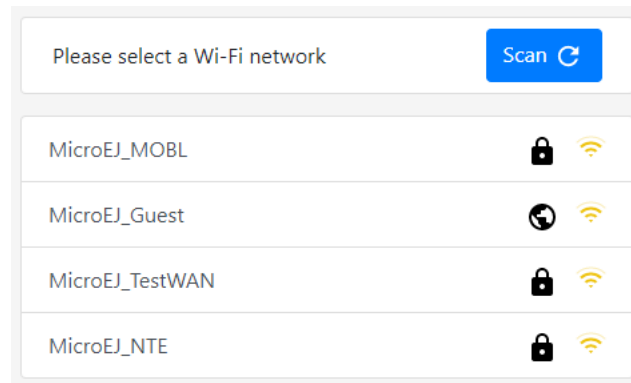 Please select a Wi-Fi network
Scan
MicroEJ_MOBL
MicroEJ_Guest
MicroEJ_TestWAN
MicroEJ_NTE